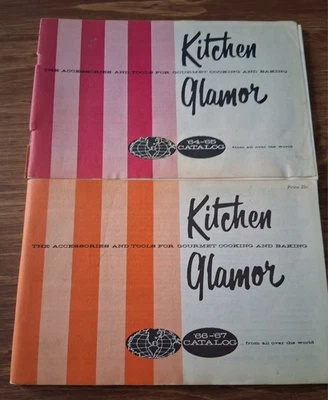 Kitchen
THE ACCESSORIES AND TOOLS FOR GOURMET COOKING AND BAKING
Glamor
'64-'65
CATALOG
from all over the world
Kitchen
THE ACCESSORIES AND TOOLS FOR GOURMET COOKING AND BAKING
Glamor
'66-'67
CATALOG
...from all over the world